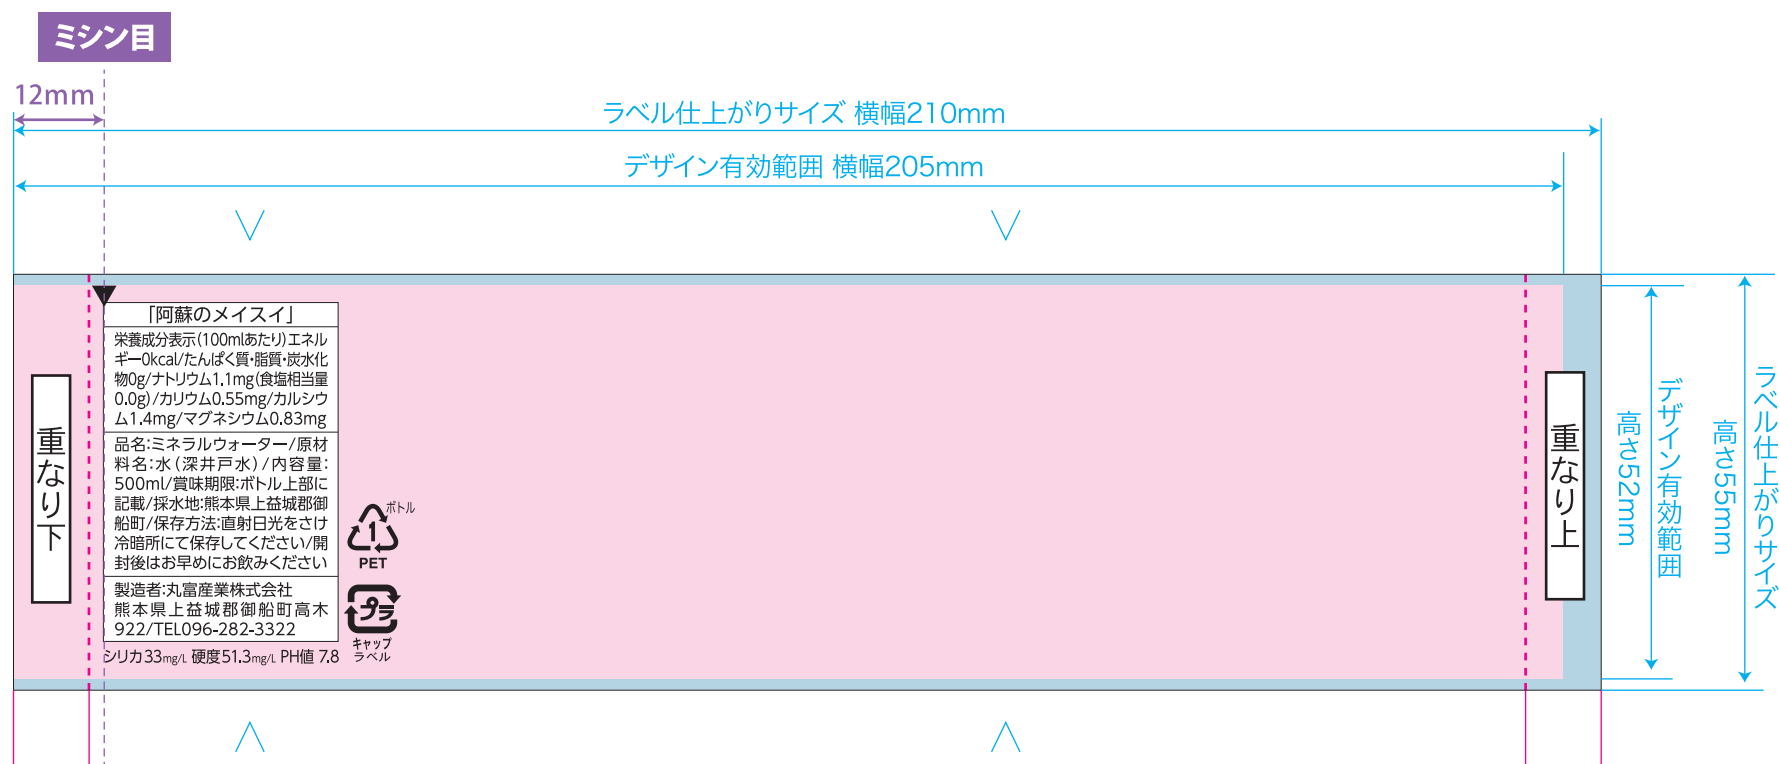 ミシン目
12mm
ラベル仕上がりサイズ 横幅210mm
デザイン有効範囲 横幅205mm
「阿蘇のメイスイ」
栄養成分表示(100mlあたり)エネル
ギー0kcal/たんぱく質・脂質・炭水化
物0g/ナトリウム1.1mg(食塩相当量
0.0g)/カリウム0.55mg/カルシウ
ム1.4mg/マグネシウム0.83mg
品名:ミネラルウォーター/原材
料名:水(深井戸水)/内容量:
500ml/賞味期限:ボトル上部に
記載/採水地:熊本県上益城郡御
船町/保存方法:直射日光をさけ
冷暗所にて保存してください/開
封後はお早めにお飲みください
製造者:丸富産業株式会社
熊本県上益城郡御船町高木
922/TEL096-282-3322
シリカ33mg/L 硬度51.3mg/L PH値 7.8
ボトル
1
PET
プラ
キャップ
ラベル
重なり下
重なり上
デザイン有効範囲
高さ52mm
ラベル仕上がりサイズ
高さ55mm